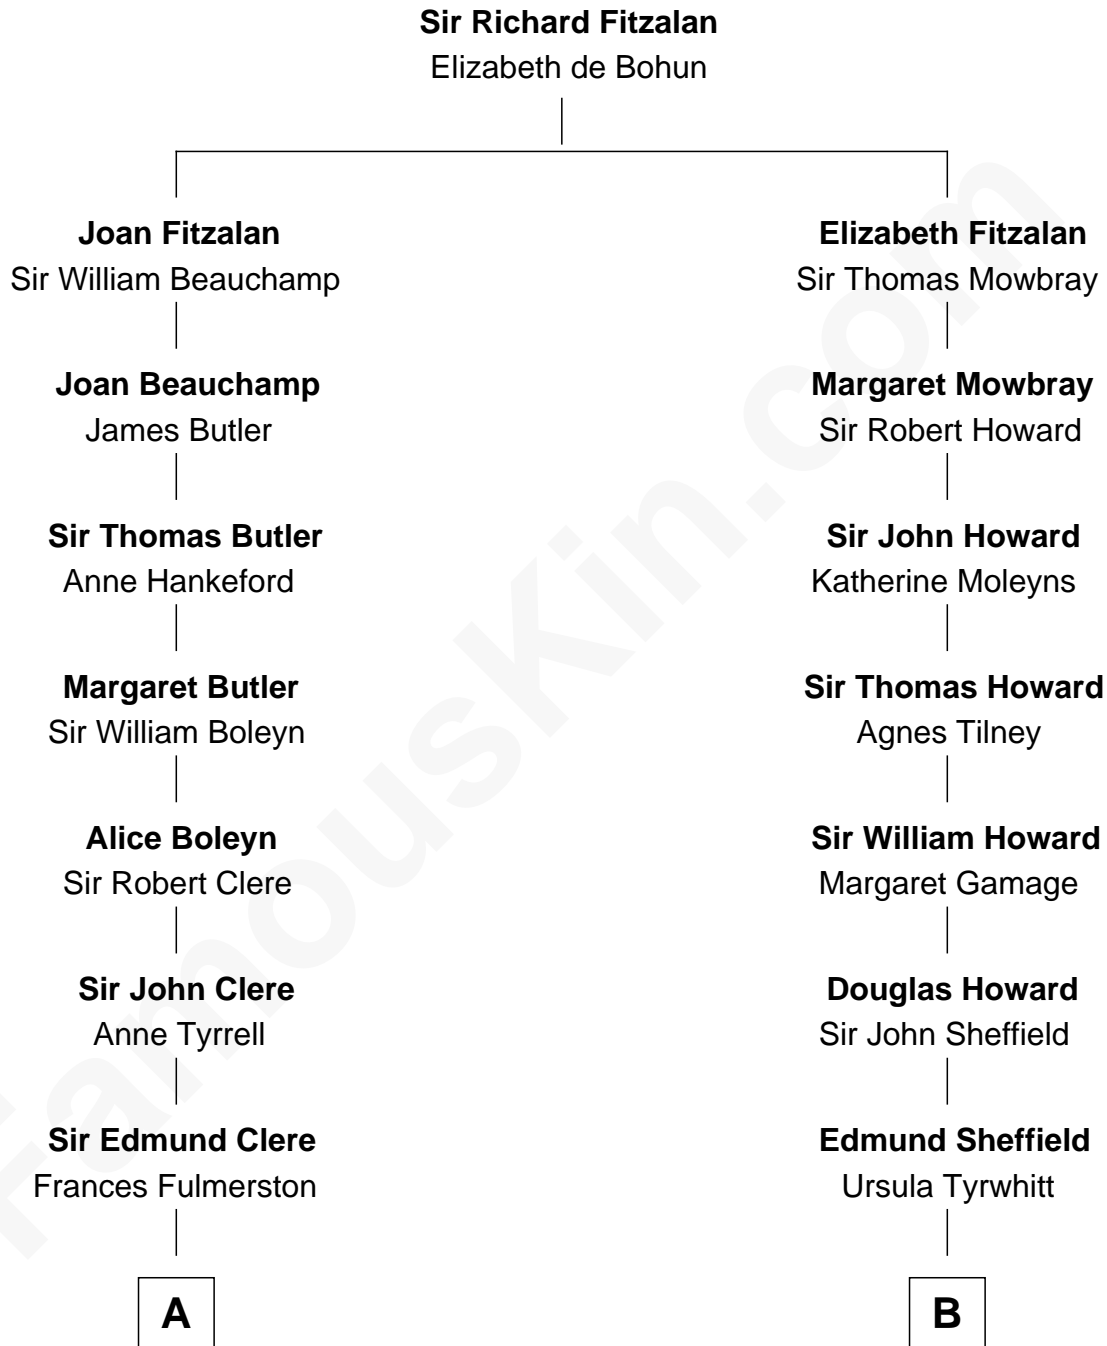 Sir Richard Fitzalan
Elizabeth de Bohun
Joan Fitzalan
Sir William Beauchamp
Joan Beauchamp
James Butler
Sir Thomas Butler
Anne Hankeford
Margaret Butler
Sir William Boleyn
Alice Boleyn
Sir Robert Clere
Sir John Clere
Anne Tyrrell
Sir Edmund Clere
Frances Fulmerston
A
Elizabeth Fitzalan
Sir Thomas Mowbray
Margaret Mowbray
Sir Robert Howard
Sir John Howard
Katherine Moleyns
Sir Thomas Howard
Agnes Tilney
Sir William Howard
Margaret Gamage
Douglas Howard
Sir John Sheffield
Edmund Sheffield
Ursula Tyrwhitt
B
FamousKin.com